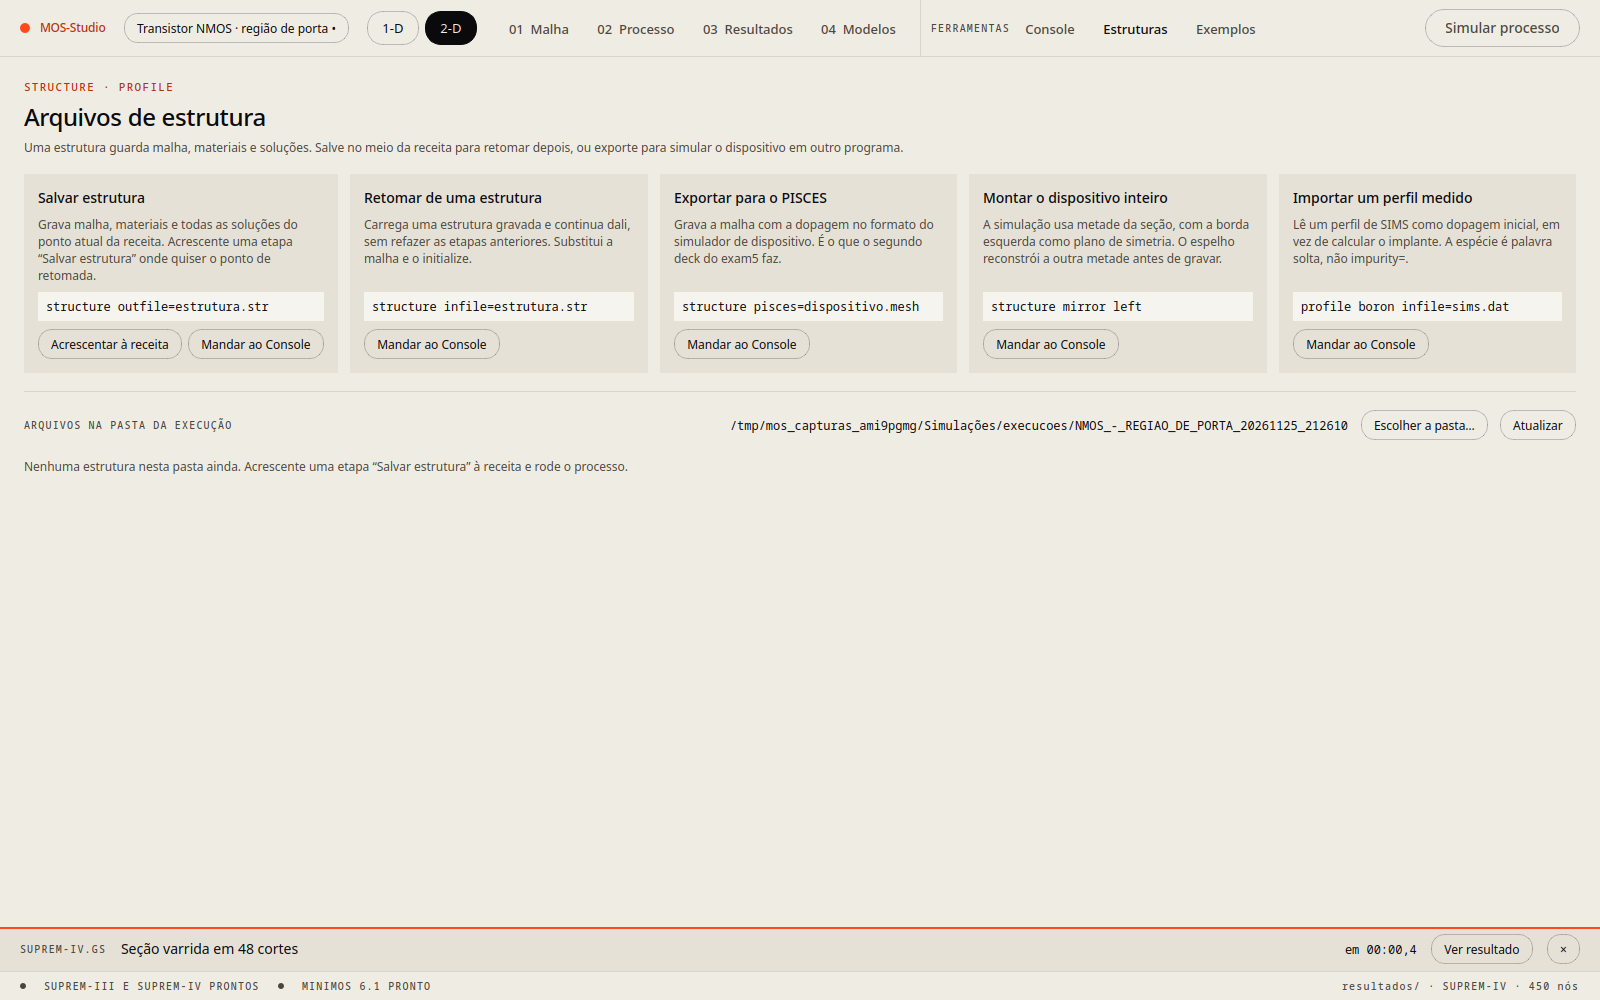 MOS-Studio
Transistor NMOS · região de porta •
1-D
2-D
01 Malha
02 Processo
03 Resultados
04 Modelos
FERRAMENTAS
Console
Estruturas
Exemplos
Simular processo
STRUCTURE · PROFILE
Arquivos de estrutura
Uma estrutura guarda malha, materiais e soluções. Salve no meio da receita para retomar depois, ou exporte para simular o dispositivo em outro programa.
Salvar estrutura
Grava malha, materiais e todas as soluções do
ponto atual da receita. Acrescente uma etapa
“Salvar estrutura” onde quiser o ponto de
retomada.
structure outfile=estrutura.str
Acrescentar à receita
Mandar ao Console
Retomar de uma estrutura
Carrega uma estrutura gravada e continua dali,
sem refazer as etapas anteriores. Substitui a
malha e o initialize.
structure infile=estrutura.str
Mandar ao Console
Exportar para o PISCES
Grava a malha com a dopagem no formato do
simulador de dispositivo. É o que o segundo
deck do exam5 faz.
structure pisces=dispositivo.mesh
Mandar ao Console
Montar o dispositivo inteiro
A simulação usa metade da seção, com a borda
esquerda como plano de simetria. O espelho
reconstrói a outra metade antes de gravar.
structure mirror left
Mandar ao Console
Importar um perfil medido
Lê um perfil de SIMS como dopagem inicial, em
vez de calcular o implante. A espécie é palavra
solta, não impurity=.
profile boron infile=sims.dat
Mandar ao Console
ARQUIVOS NA PASTA DA EXECUÇÃO
/tmp/mos_capturas_ami9pgmg/Simulações/execucoes/NMOS_-_REGIAO_DE_PORTA_20261125_212610
Escolher a pasta...
Atualizar
Nenhuma estrutura nesta pasta ainda. Acrescente uma etapa “Salvar estrutura” à receita e rode o processo.
SUPREM-IV.GS
Seção varrida em 48 cortes
em 00:00,4
Ver resultado
×
SUPREM-III E SUPREM-IV PRONTOS
MINIMOS 6.1 PRONTO
resultados/ · SUPREM-IV · 450 nós